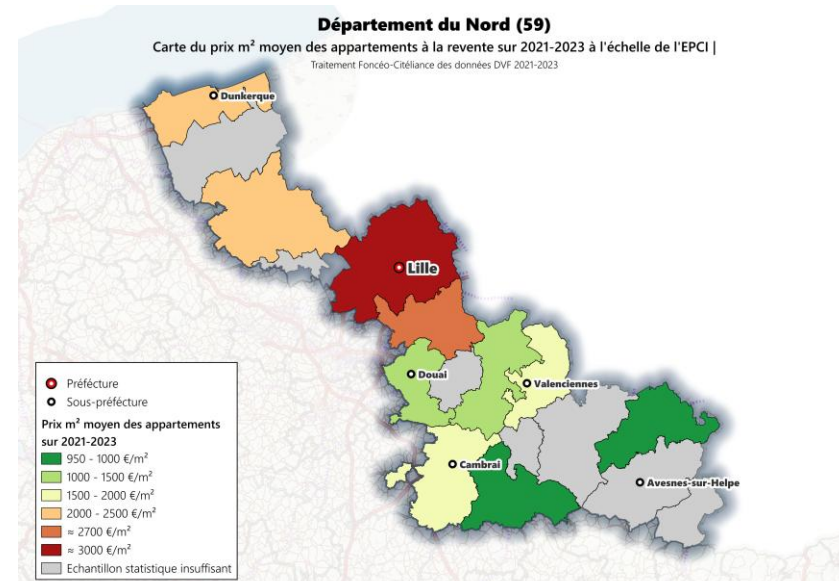 Département du Nord (59)
Carte du prix m² moyen des appartements à la revente sur 2021-2023 à l'échelle de l'EPCI |
Traitement Foncéo-Citéliance des données DVF 2021-2023
Dunkerque
Lille
Douai
Valenciennes
Cambrai
Avesnes-sur-Helpe
Préfécture
Sous-préfécture
Prix m² moyen des appartements
sur 2021-2023
950 - 1000 €/m²
1000 - 1500 €/m²
1500 - 2000 €/m²
2000 - 2500 €/m²
≈ 2700 €/m²
≈ 3000 €/m²
Echantillon statistique insuffisant